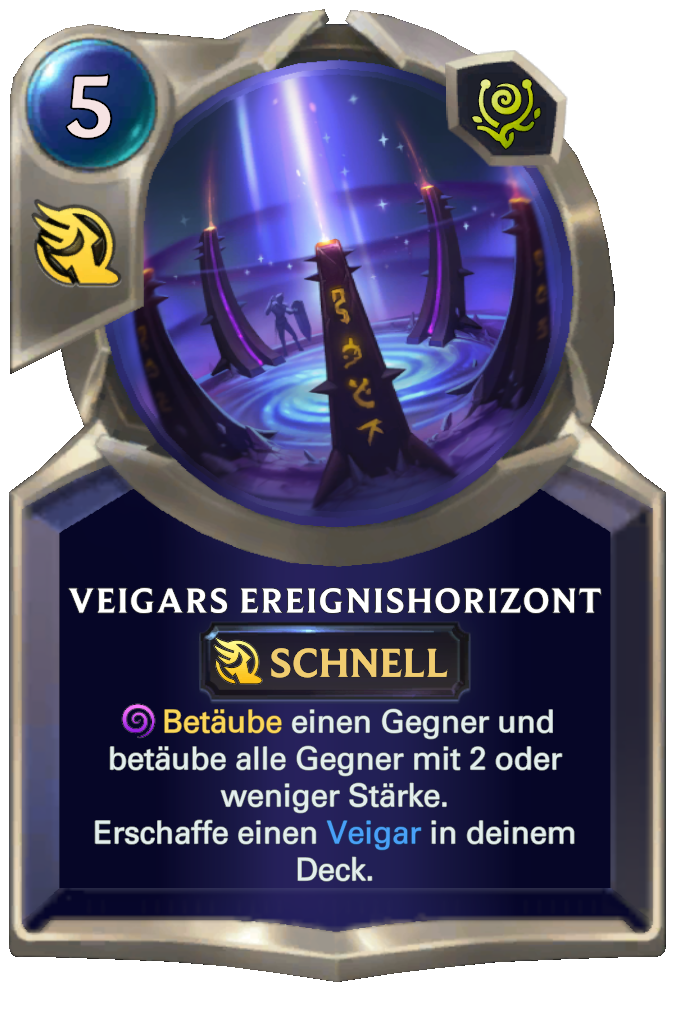 5
VEIGARS EREIGNISHORIZONT
SCHNELL
Betäube einen Gegner und
betäube alle Gegner mit 2 oder
weniger Stärke.
Erschaffe einen Veigar in deinem
Deck.